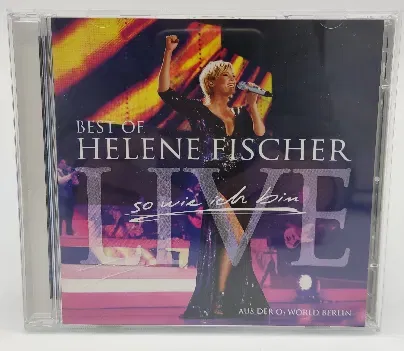 BEST OF
HELENE FISCHER
LIVE
so wie ich bin
AUS DER O₂ WORLD BERLIN